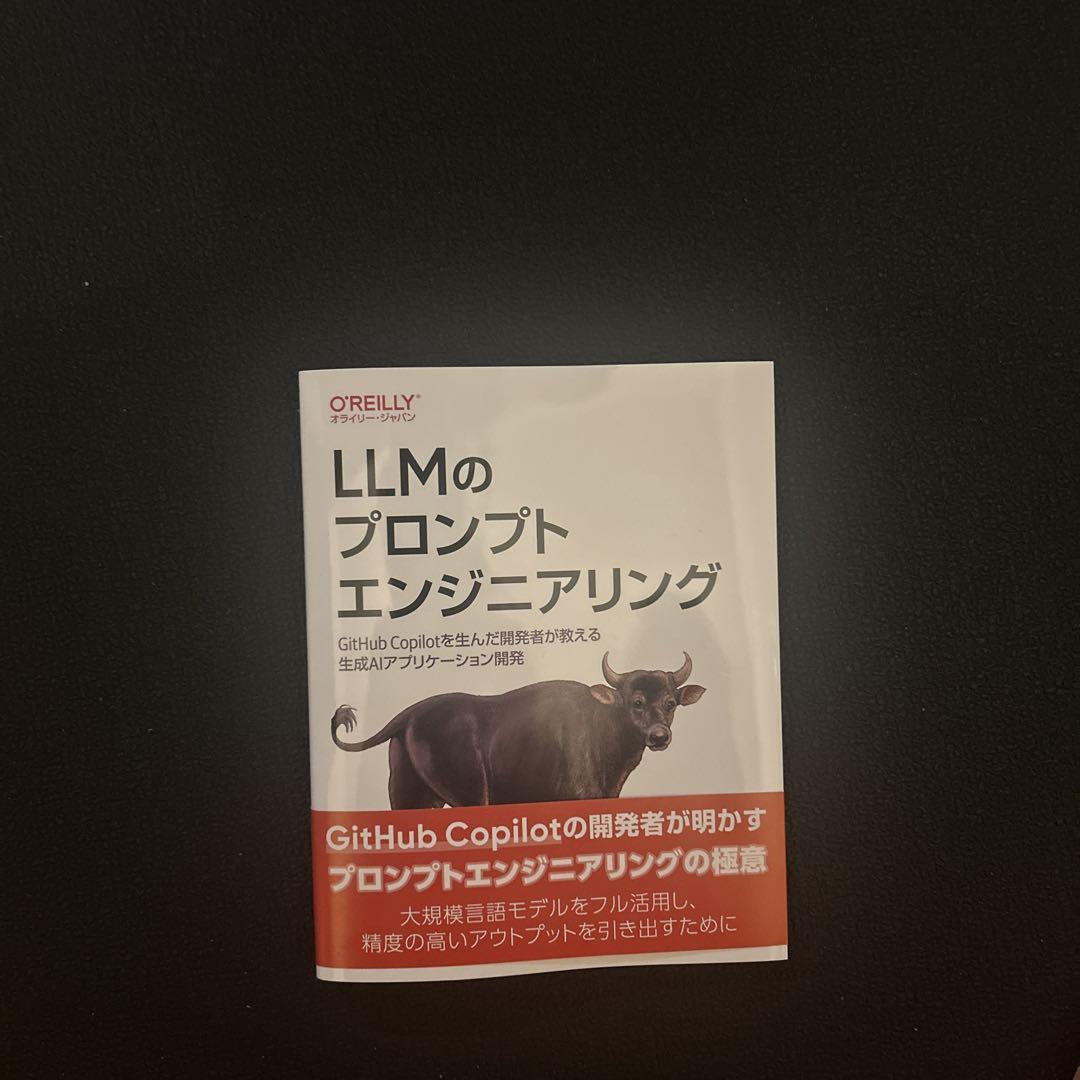 O'REILLY®
オライリー・ジャパン
LLMの
プロンプト
エンジニアリング
GitHub Copilotを生んだ開発者が教える
生成AIアプリケーション開発
GitHub Copilotの開発者が明かす
プロンプトエンジニアリングの極意
大規模言語モデルをフル活用し、
精度の高いアウトプットを引き出すために